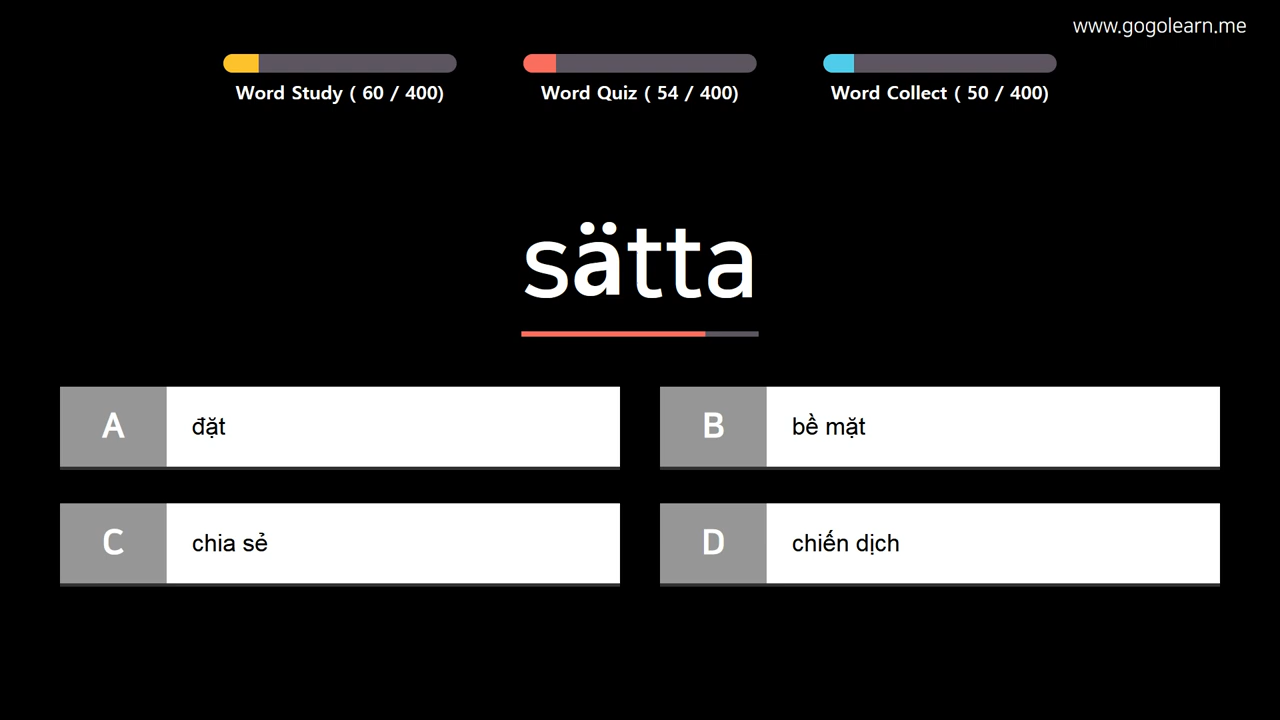 www.gogolearn.me
Word Study ( 60 / 400)
Word Quiz ( 54 / 400)
Word Collect ( 50 / 400)
sätta
A đặt
B bề mặt
C chia sẻ
D chiến dịch